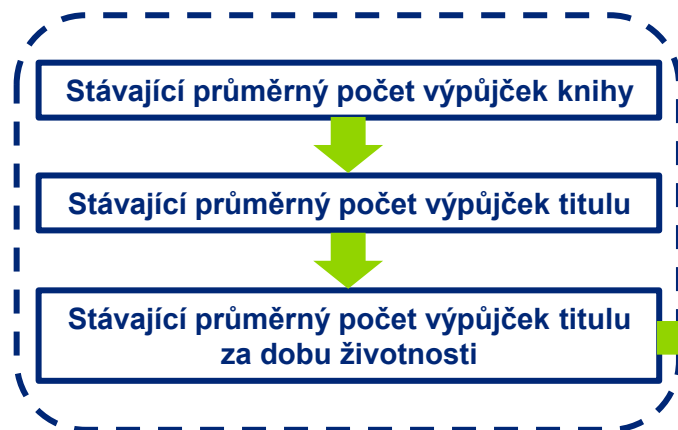 Stávající průměrný počet výpůjček knihy
Stávající průměrný počet výpůjček titulu
Stávající průměrný počet výpůjček titulu
za dobu životnosti